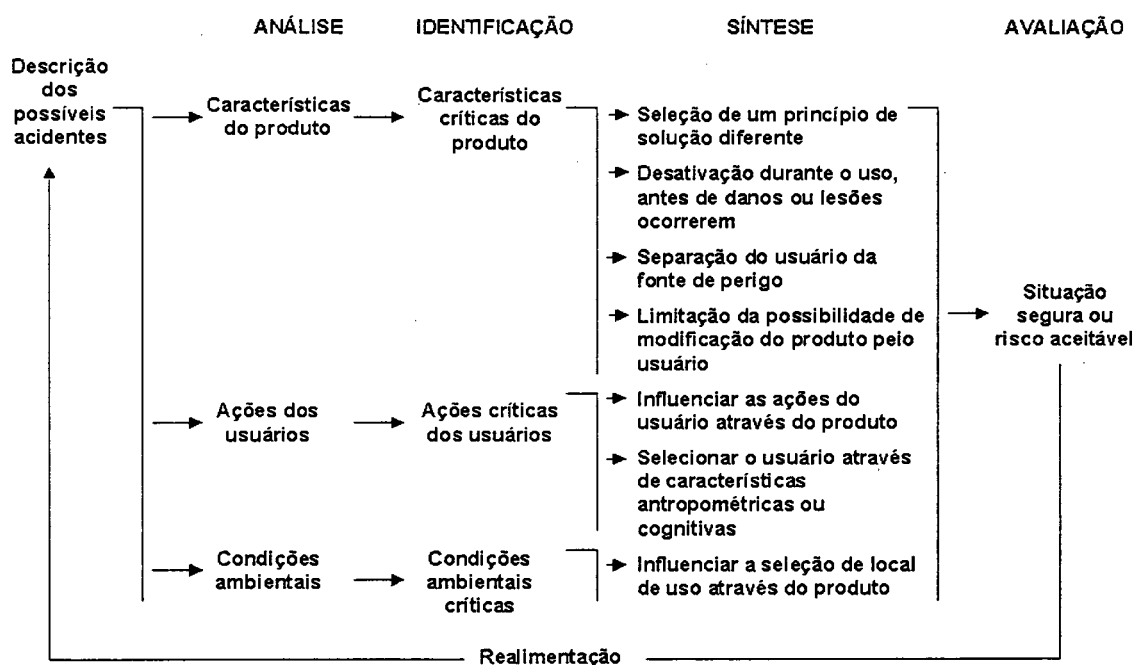 ANÁLISE
IDENTIFICAÇÃO
SÍNTESE
AVALIAÇÃO
Descrição
dos
possíveis
acidentes
Características
do produto
Características
críticas do
produto
Seleção de um princípio de
solução diferente
Desativação durante o uso,
antes de danos ou lesões
ocorrerem
Separação do usuário da
fonte de perigo
Limitação da possibilidade de
modificação do produto pelo
usuário
Ações dos
usuários
Ações críticas
dos usuários
Influenciar as ações do
usuário através do produto
Selecionar o usuário através
de características
antropométricas ou
cognitivas
Condições
ambientais
Condições
ambientais
críticas
Influenciar a seleção de local
de uso através do produto
Situação
segura ou
risco aceitável
Realimentação